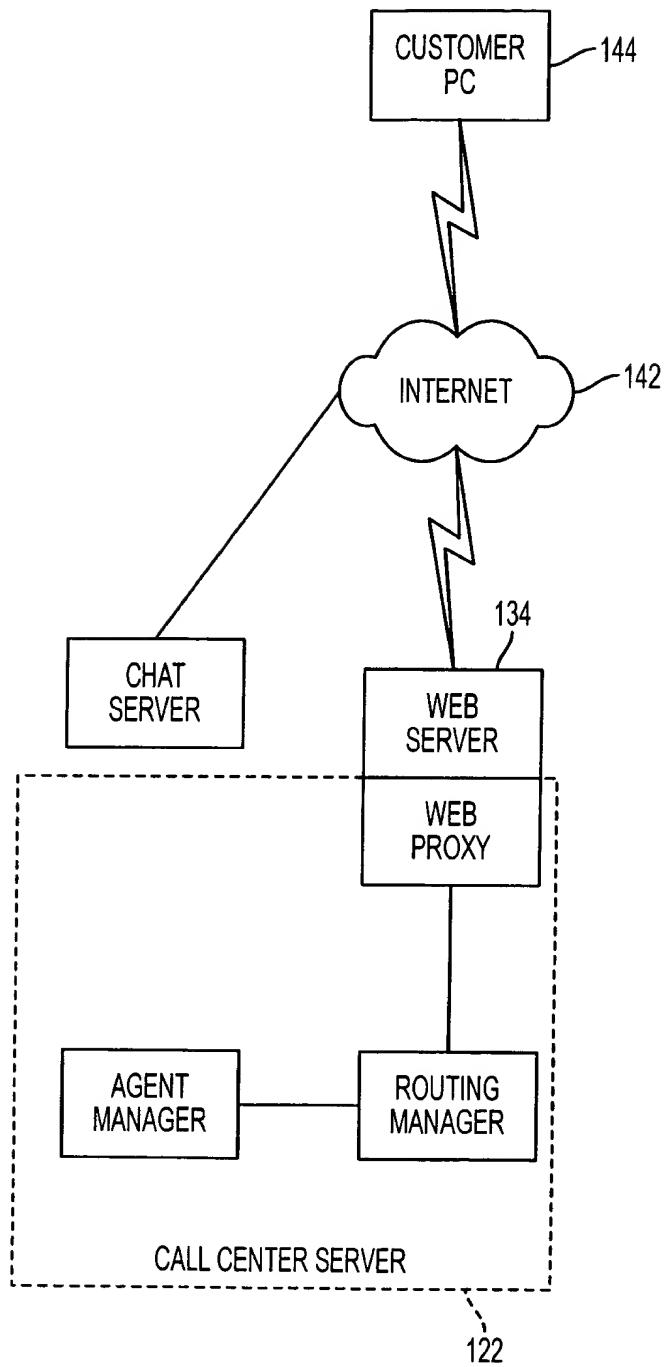 CUSTOMER
PC
144
INTERNET
142
134
CHAT
SERVER
WEB
SERVER
WEB
PROXY
AGENT
MANAGER
ROUTING
MANAGER
CALL CENTER SERVER
122